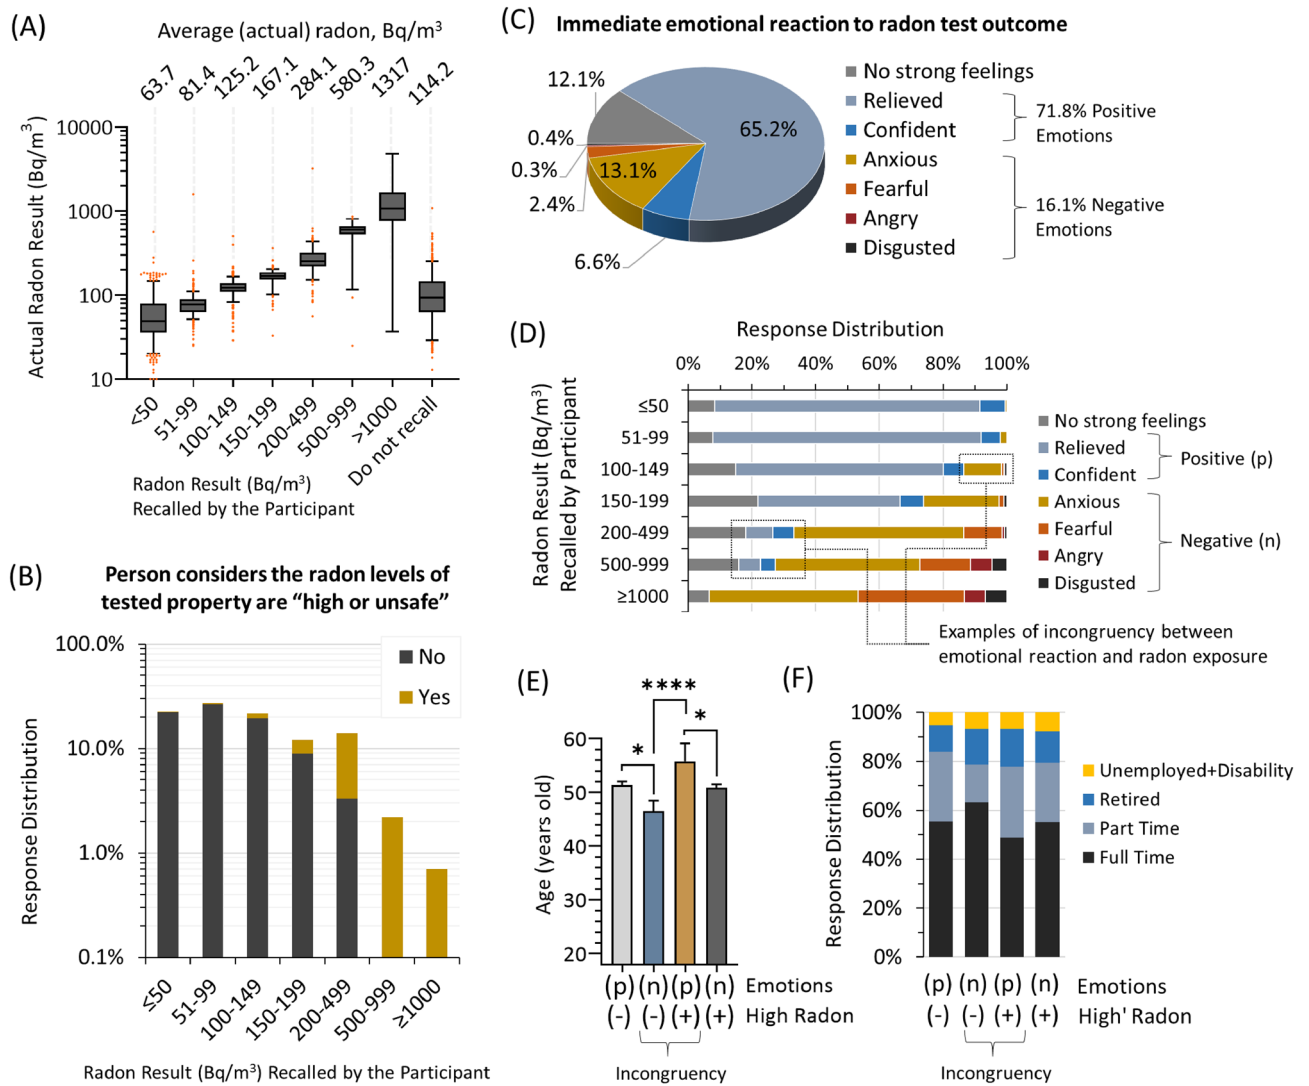 (A)
Average (actual) radon, Bq/m³
63.7
81.4
125.2
167.1
284.1
580.3
1317
114.2
Actual Radon Result (Bq/m³)
10000
1000
100
10
<50
51-99
100-149
150-199
200-499
500-999
>1000
Do not recall
Radon Result (Bq/m³)
Recalled by the Participant
(B)
Person considers the radon levels of
tested property are “high or unsafe”
Response Distribution
100.0%
10.0%
1.0%
0.1%
No
Yes
≤50
51-99
100-149
150-199
200-499
500-999
≥1000
Radon Result (Bq/m³) Recalled by the Participant
(C)
Immediate emotional reaction to radon test outcome
12.1%
0.4%
0.3%
2.4%
6.6%
13.1%
65.2%
No strong feelings
Relieved
Confident
Anxious
Fearful
Angry
Disgusted
71.8% Positive
Emotions
16.1% Negative
Emotions
(D)
Response Distribution
0%
20%
40%
60%
80%
100%
Radon Result (Bq/m³)
Recalled by Participant
≤50
51-99
100-149
150-199
200-499
500-999
≥1000
No strong feelings
Relieved
Confident
Anxious
Fearful
Angry
Disgusted
Positive (p)
Negative (n)
Examples of incongruency between
emotional reaction and radon exposure
(E)
****
*
*
Age (years old)
60
50
40
30
20
(p) (n) (p) (n) Emotions
(-) (-) (+) (+) High Radon
Incongruency
(F)
Response Distribution
100%
80%
60%
40%
20%
0%
Unemployed+Disability
Retired
Part Time
Full Time
(p) (n) (p) (n) Emotions
(-) (-) (+) (+) High' Radon
Incongruency